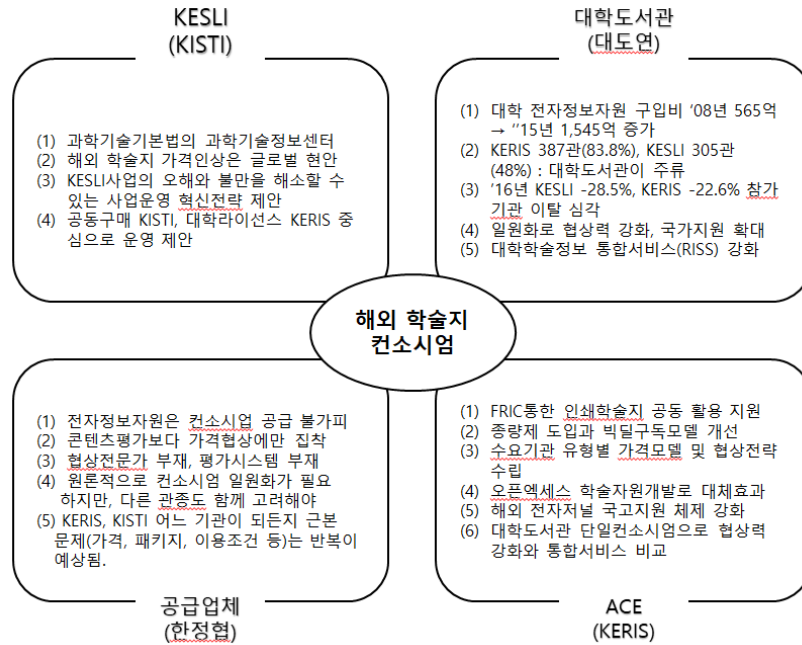 KESLI
(KISTI)
(1) 과학기술기본법의 과학기술정보센터
(2) 해외 학술지 가격인상은 글로벌 현안
(3) KESLI사업의 오해와 불만을 해소할 수
있는 사업운영 혁신전략 제안
(4) 공동구매 KISTI, 대학라이선스 KERIS 중
심으로 운영 제안
대학도서관
(대도연)
(1) 대학 전자정보자원 구입비 ’08년 565억
→ ’’15년 1,545억 증가
(2) KERIS 387관(83.8%), KESLI 305관
(48%) : 대학도서관이 주류
(3) ’16년 KESLI -28.5%, KERIS -22.6% 참가
기관 이탈 심각
(4) 일원화로 협상력 강화, 국가지원 확대
(5) 대학학술정보 통합서비스(RISS) 강화
해외 학술지
컨소시엄
(1) 전자정보자원은 컨소시업 공급 불가피
(2) 콘텐츠평가보다 가격협상에만 집착
(3) 협상전문가 부재, 평가시스템 부재
(4) 원론적으로 컨소시엄 일원화가 필요
하지만, 다른 관종도 함께 고려해야
(5) KERIS, KISTI 어느 기관이 되든지 근본
문제(가격, 패키지, 이용조건 등)는 반복이
예상됨.
공급업체
(한정협)
(1) FRIC통한 인쇄학술지 공동 활용 지원
(2) 종량제 도입과 빅딜구독모델 개선
(3) 수요기관 유형별 가격모델 및 협상전략
수립
(4) 오픈엑세스 학술자원개발로 대체효과
(5) 해외 전자저널 국고지원 체제 강화
(6) 대학도서관 단일컨소시엄으로 협상력
강화와 통합서비스 비교
ACE
(KERIS)